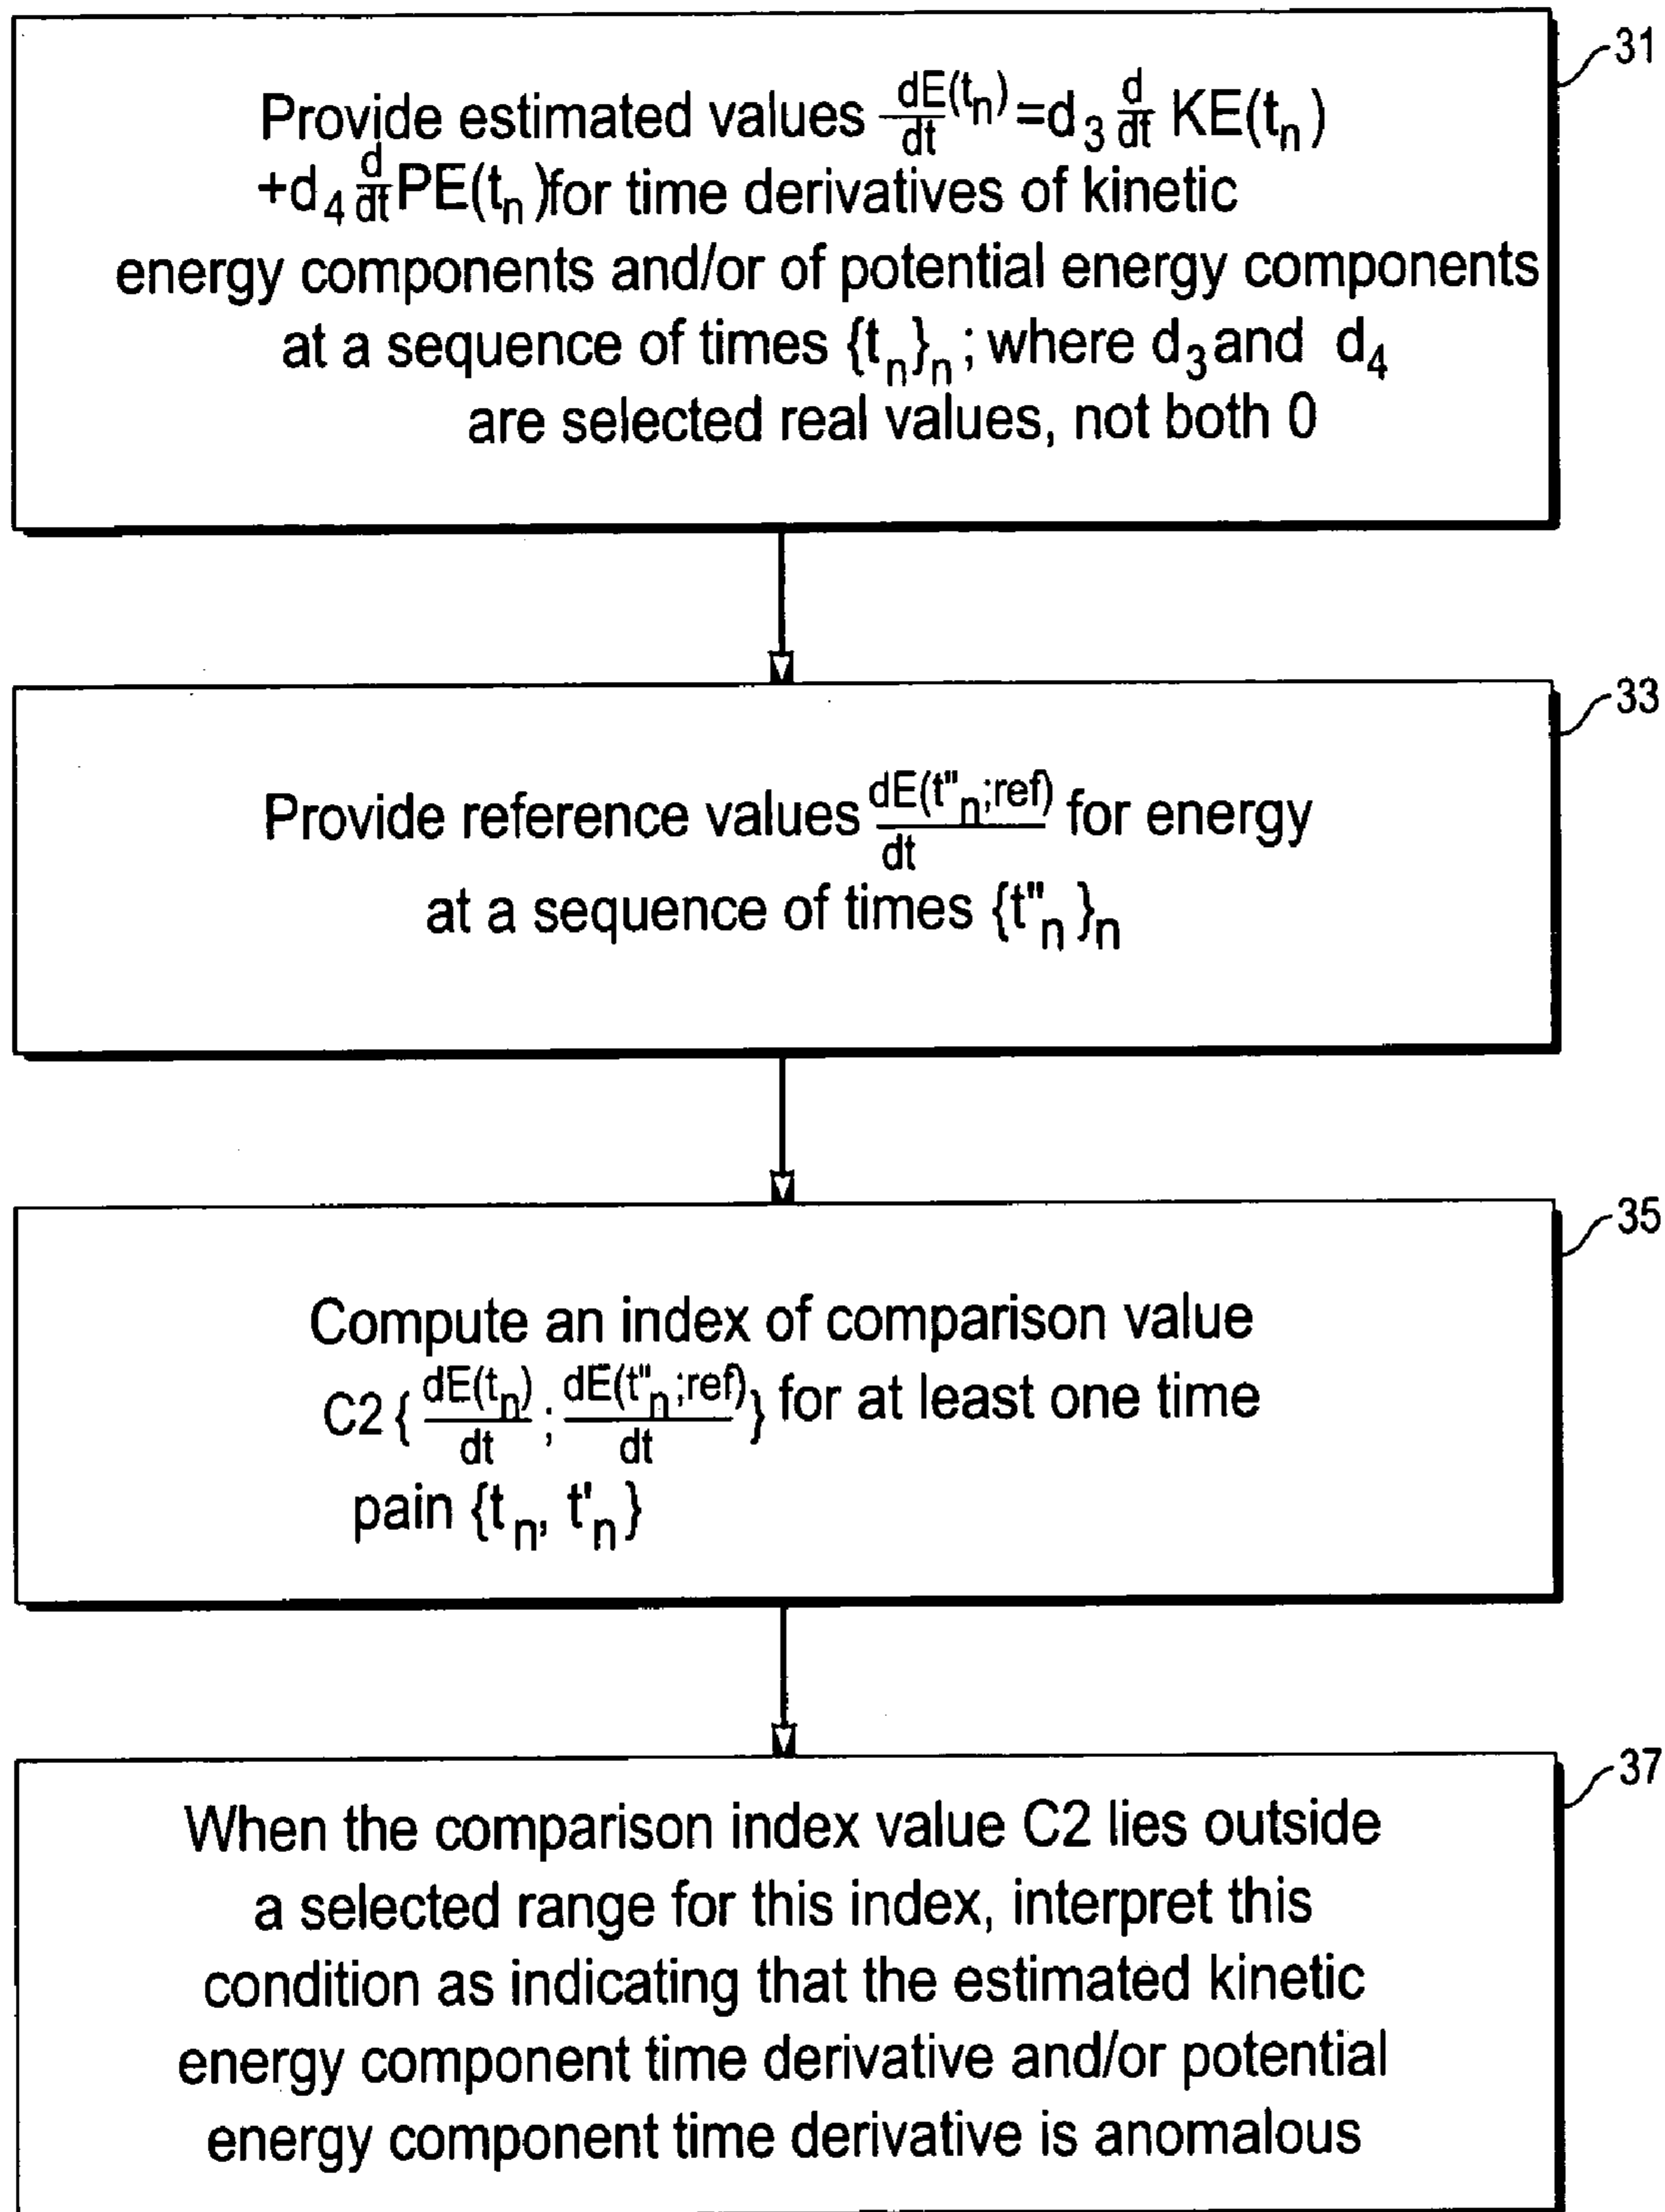 31
Provide estimated values dE(tn)/dt =d3 d/dt KE(tn)
+d4 d/dt PE(tn) for time derivatives of kinetic
energy components and/or of potential energy components
at a sequence of times {tn}n ; where d3 and d4
are selected real values, not both 0
33
Provide reference values dE(t"n;ref)/dt for energy
at a sequence of times {t"n}n
35
Compute an index of comparison value
C2 { dE(tn)/dt ; dE(t"n;ref)/dt } for at least one time
pain {tn, t'n}
37
When the comparison index value C2 lies outside
a selected range for this index, interpret this
condition as indicating that the estimated kinetic
energy component time derivative and/or potential
energy component time derivative is anomalous